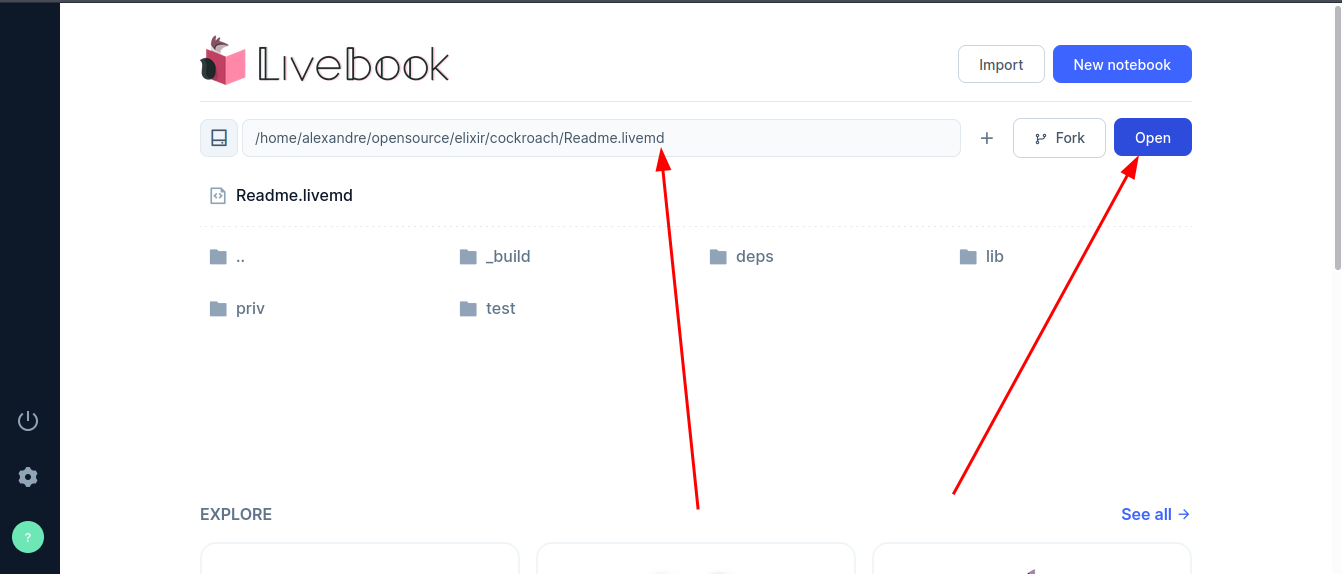 Livebook
Import
New notebook
/home/alexandre/opensource/elixir/cockroach/Readme.livemd
+
Fork
Open
Readme.livemd
..
_build
deps
lib
priv
test
EXPLORE
See all →
?